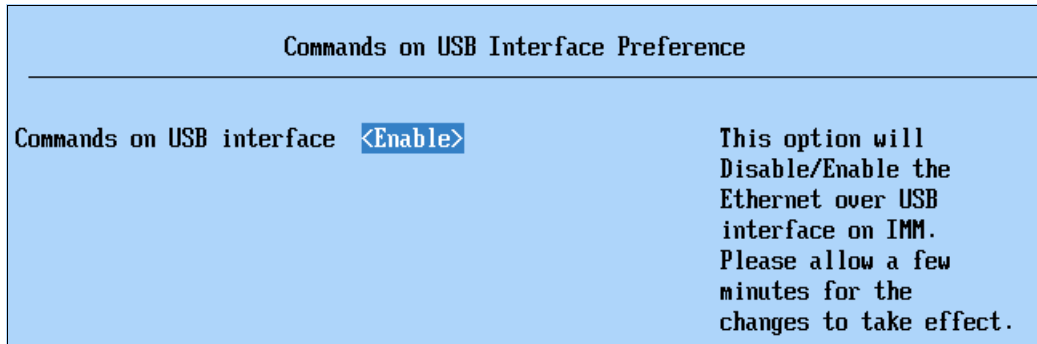 Commands on USB Interface Preference
Commands on USB interface <Enable>
This option will
Disable/Enable the
Ethernet over USB
interface on IMM.
Please allow a few
minutes for the
changes to take effect.